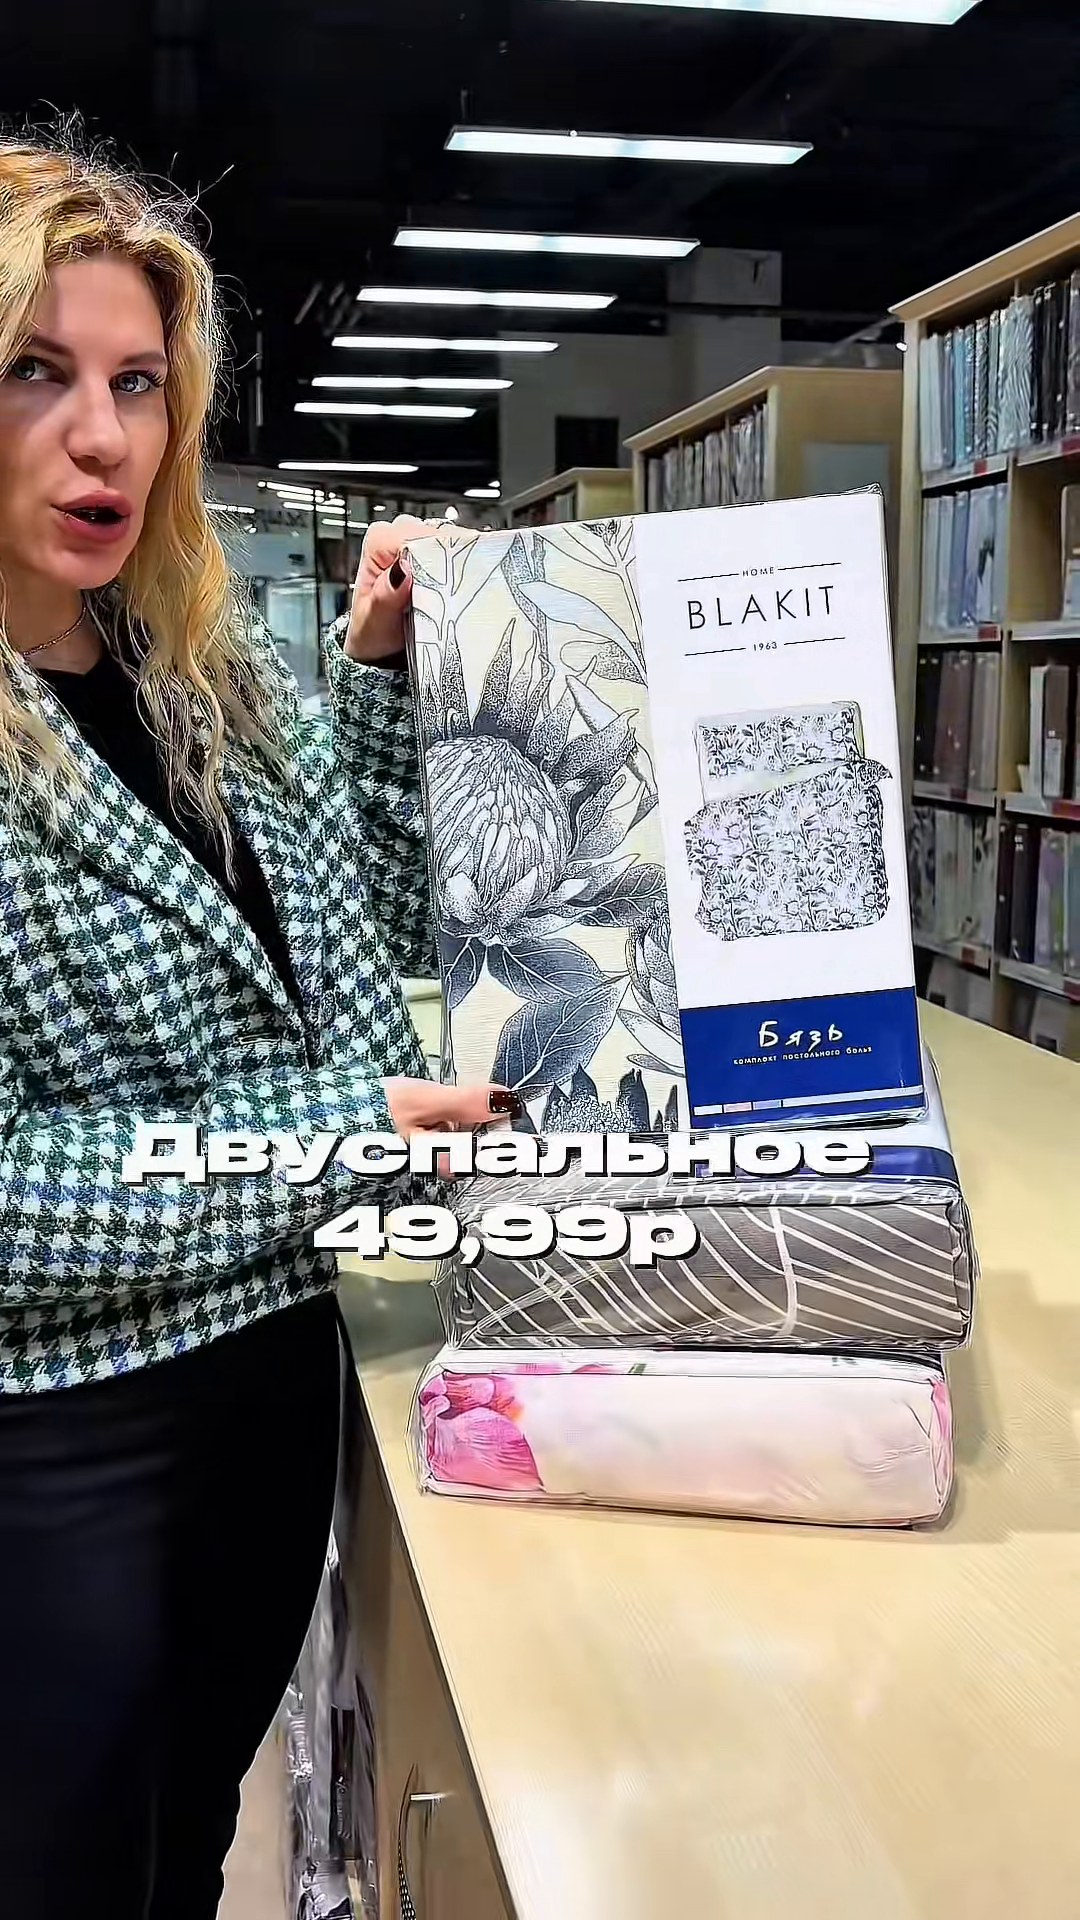 HOME
BLAKIT
1963
Бязь
комплект постельного белья
Двуспальное
49,99р